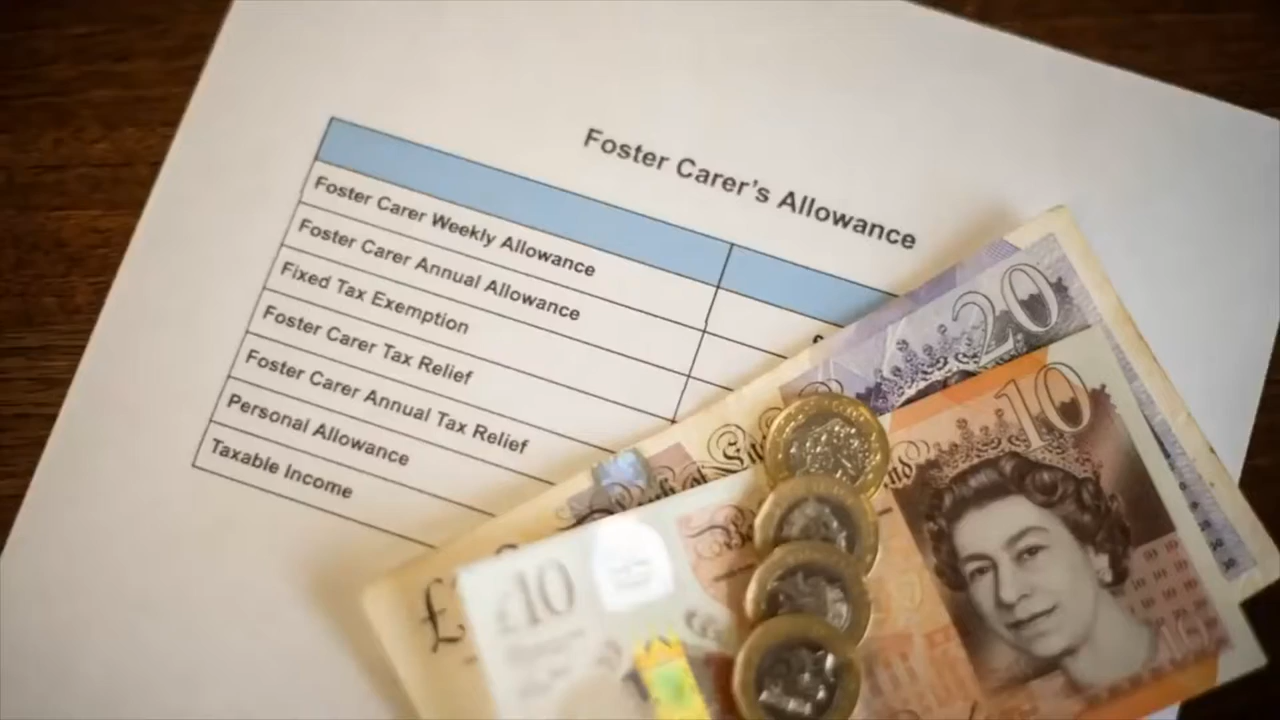 Foster Carer's Allowance
Foster Carer Weekly Allowance
Foster Carer Annual Allowance
Fixed Tax Exemption
Foster Carer Tax Relief
Foster Carer Annual Tax Relief
Personal Allowance
Taxable Income
20
10
£10